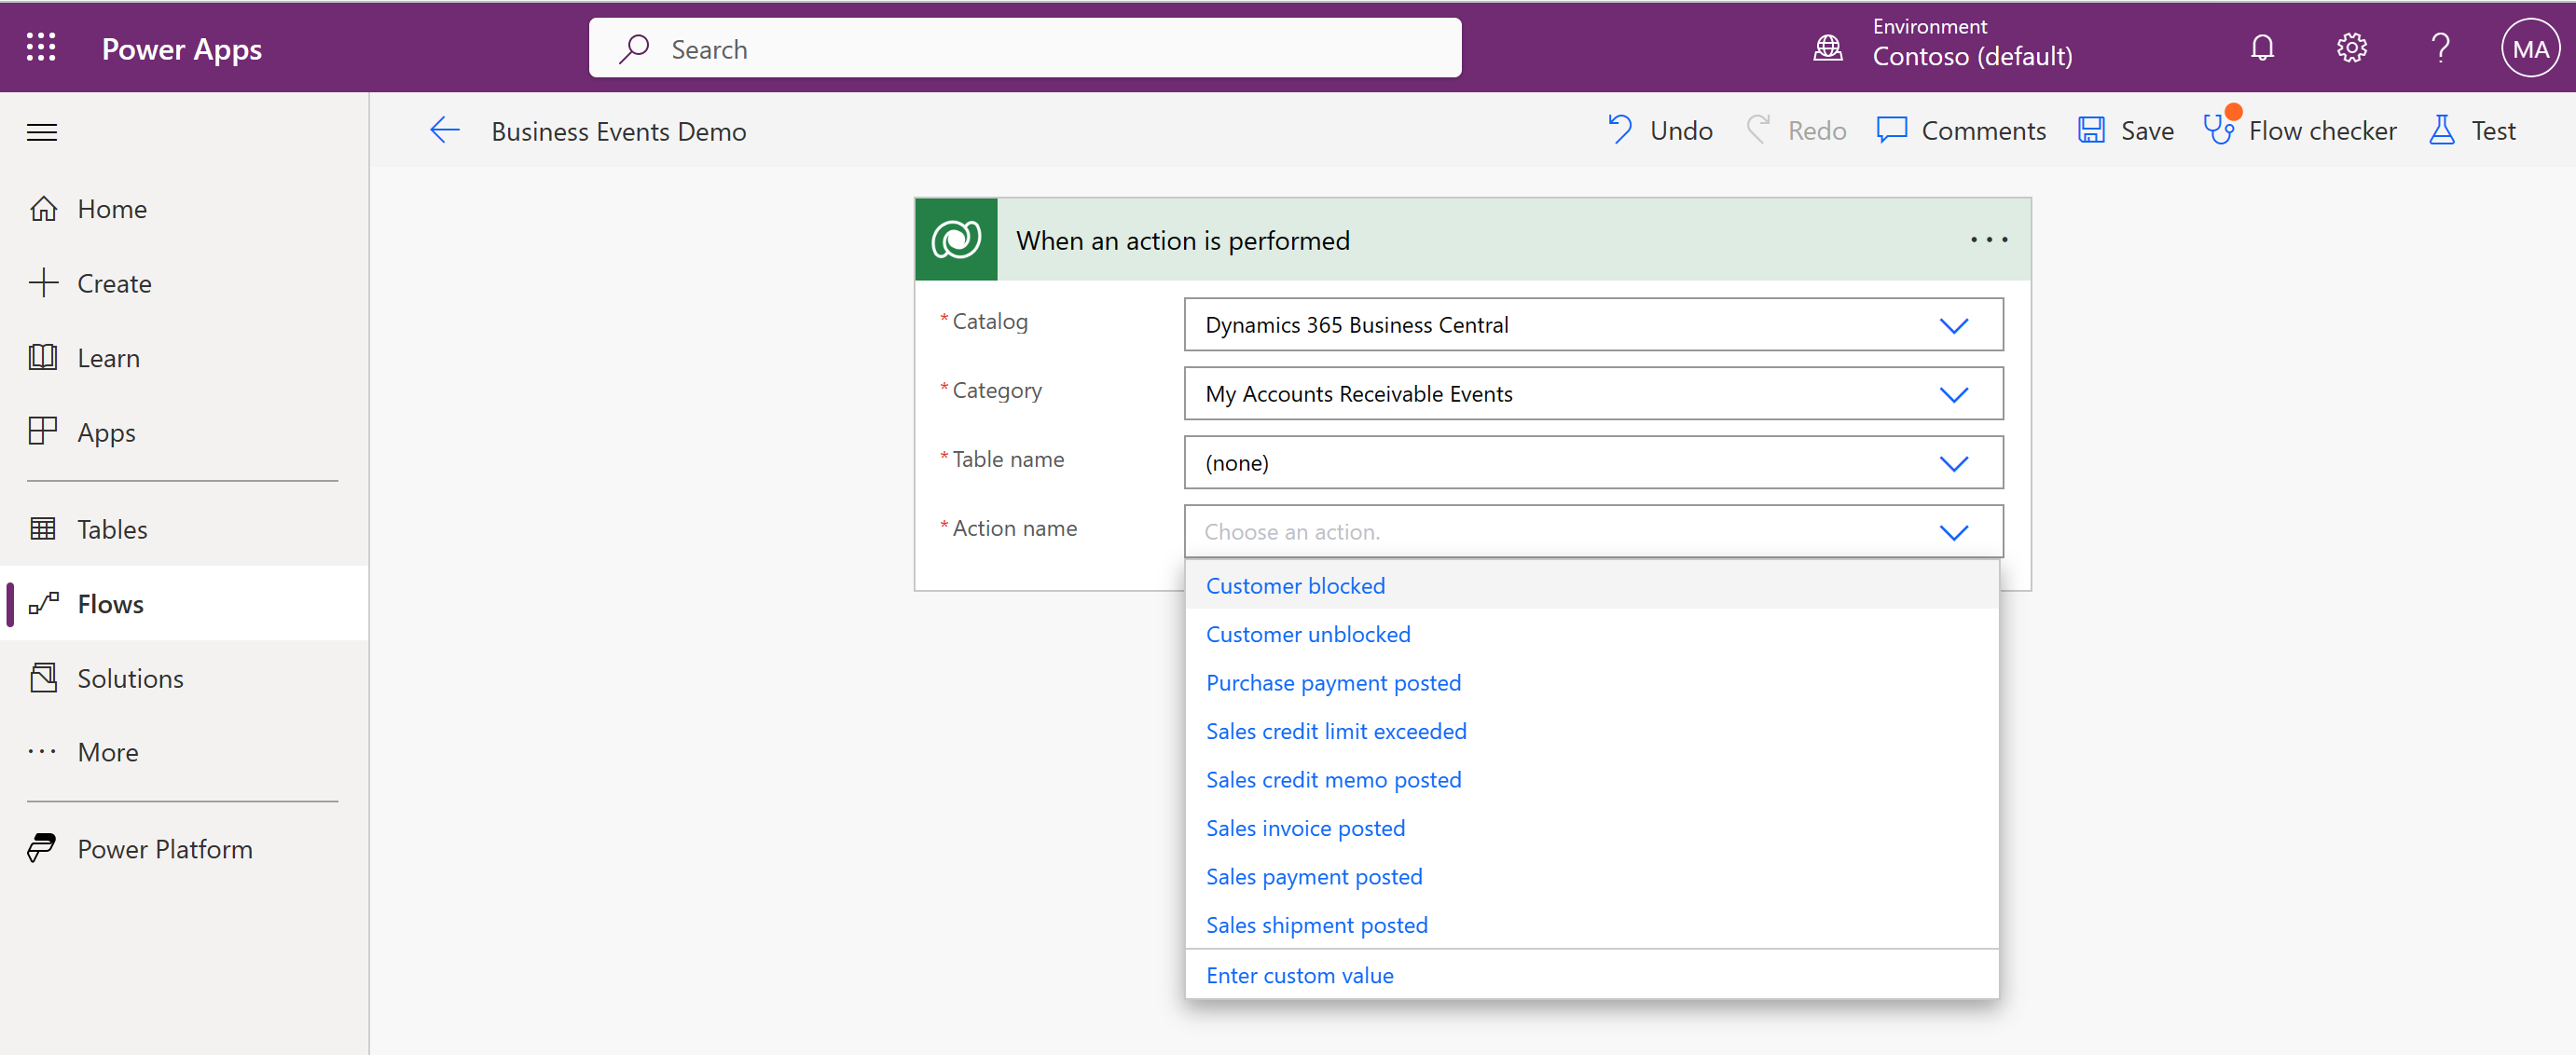 Power Apps
Search
Environment
Contoso (default)
MA
Business Events Demo
Undo
Redo
Comments
Save
Flow checker
Test
Home
Create
Learn
Apps
Tables
Flows
Solutions
More
Power Platform
When an action is performed
* Catalog
Dynamics 365 Business Central
* Category
My Accounts Receivable Events
* Table name
(none)
* Action name
Choose an action.
Customer blocked
Customer unblocked
Purchase payment posted
Sales credit limit exceeded
Sales credit memo posted
Sales invoice posted
Sales payment posted
Sales shipment posted
Enter custom value